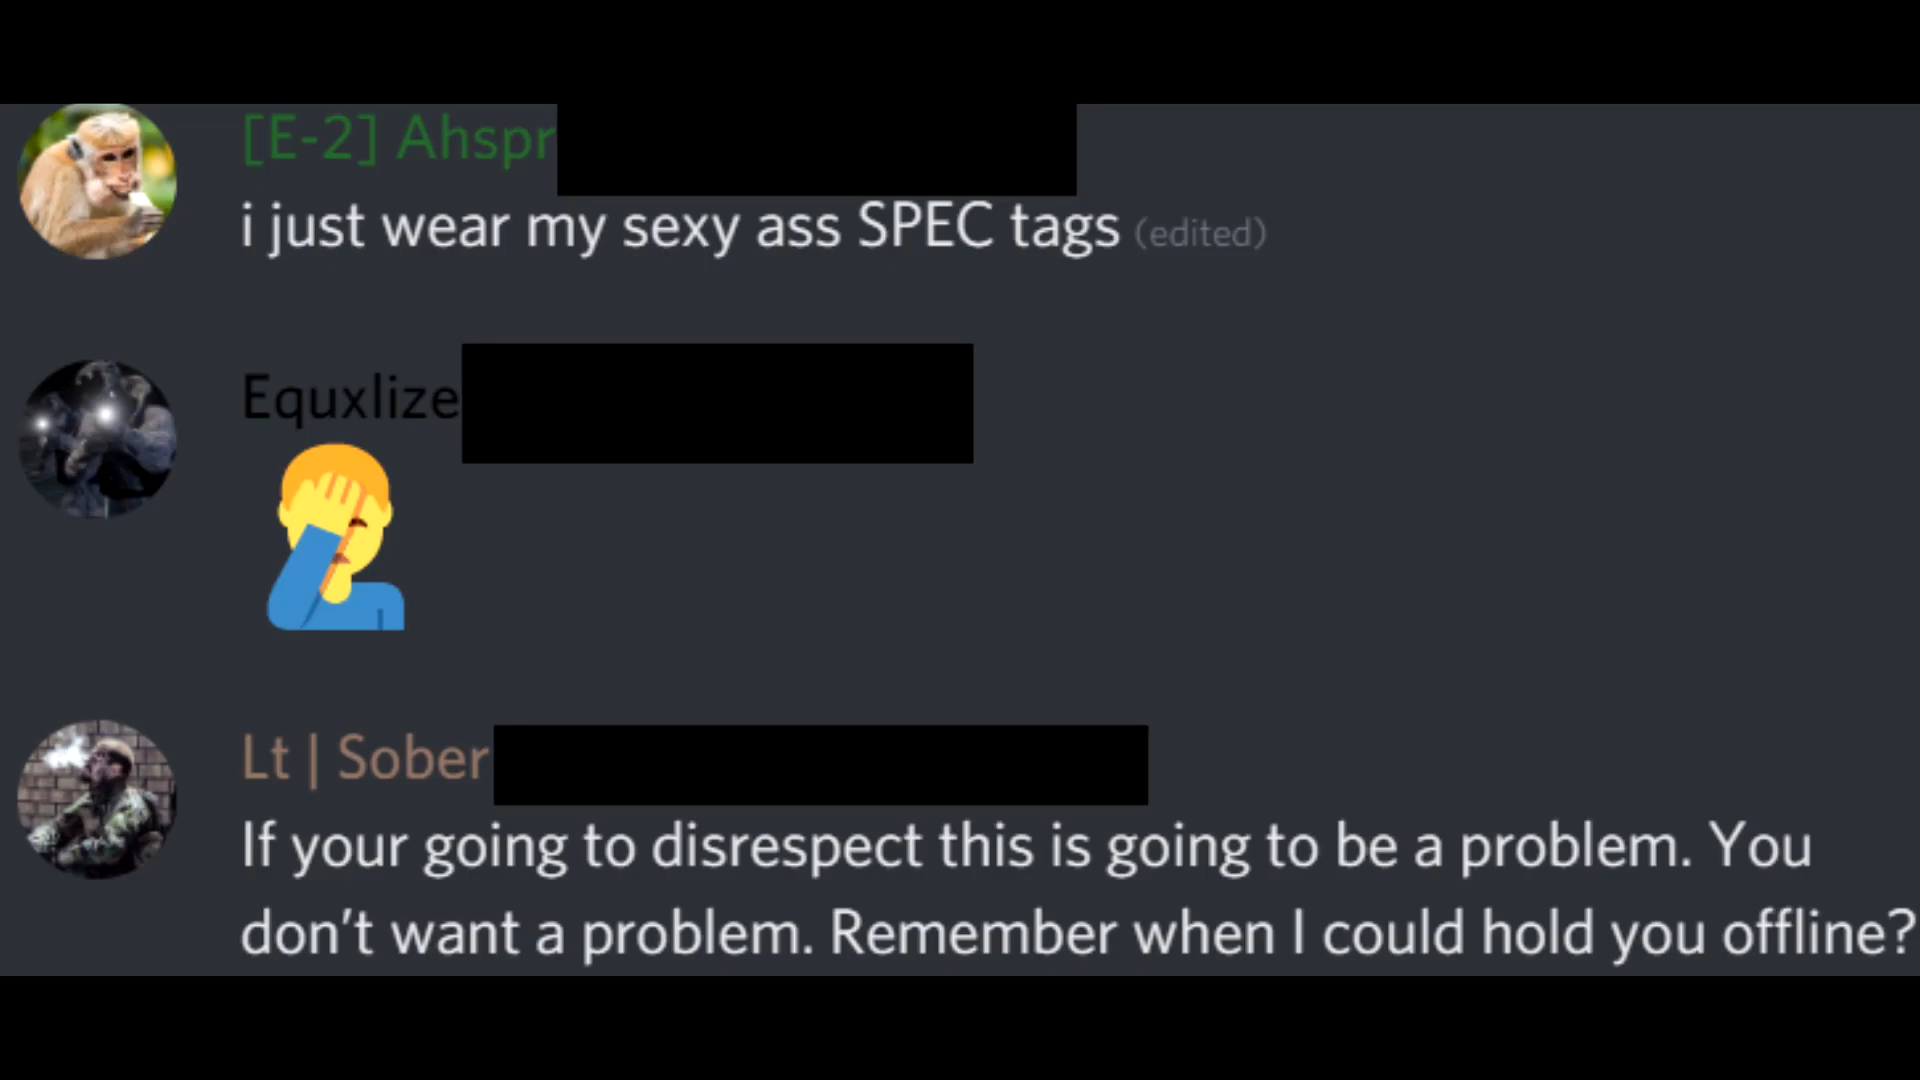 [E-2] Ahspr
i just wear my sexy ass SPEC tags (edited)
Equxlize
Lt | Sober
If your going to disrespect this is going to be a problem. You
don't want a problem. Remember when I could hold you offline?